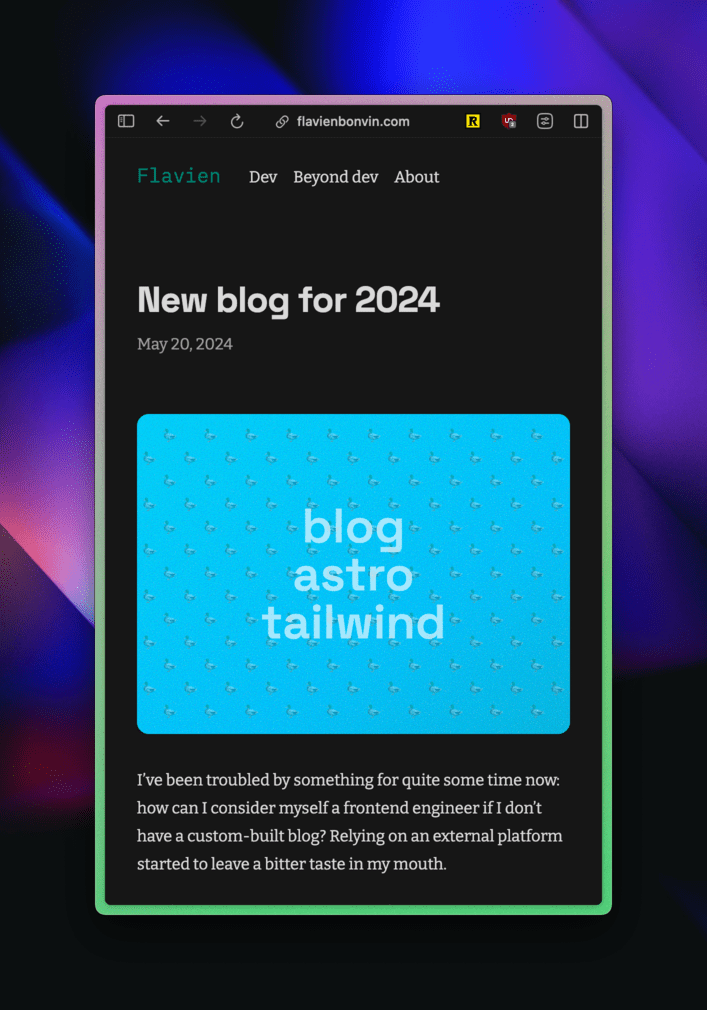 flavienbonvin.com
R
Flavien Dev Beyond dev About
New blog for 2024
May 20, 2024
blog
astro
tailwind
I’ve been troubled by something for quite some time now:
how can I consider myself a frontend engineer if I don’t
have a custom-built blog? Relying on an external platform
started to leave a bitter taste in my mouth.